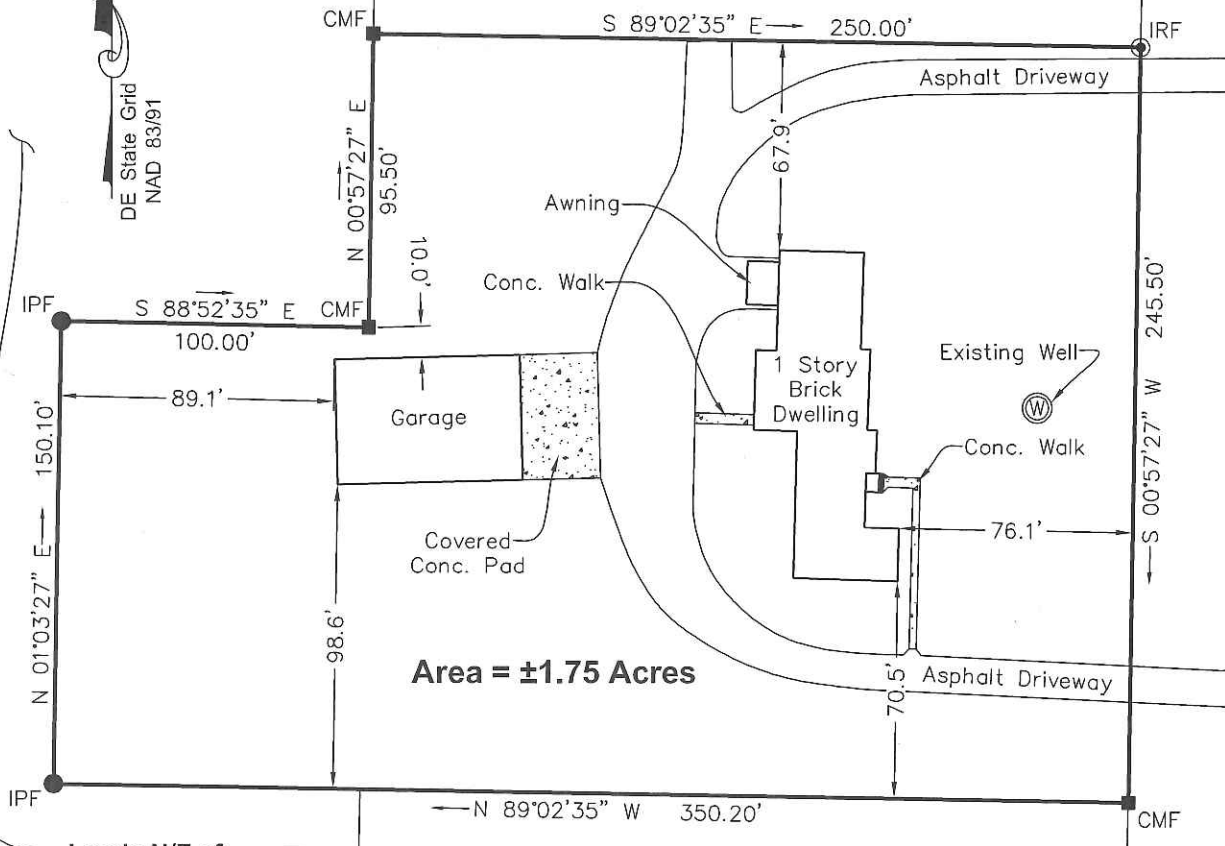 CMF
S 89°02'35" E 250.00'
IRF
Asphalt Driveway
DE State Grid
NAD 83/91
N 00°57'27" E
95.50'
67.9'
Awning
10.0'
Conc. Walk
IPF
S 88°52'35" E
CMF
100.00'
245.50'
S 00°57'27" W
Existing Well
W
1 Story
Brick
Dwelling
89.1'
Garage
Conc. Walk
N 01°03'27" E 150.10'
76.1'
Covered
Conc. Pad
98.6'
Area = ±1.75 Acres
70.5'
Asphalt Driveway
IPF
N 89°02'35" W 350.20'
CMF